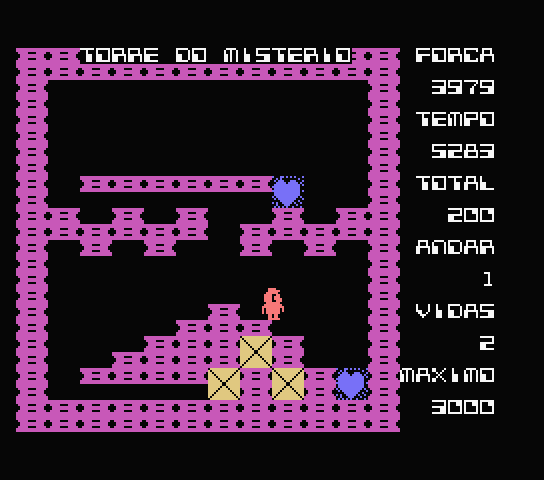 TORRE DO MISTERIO
FORCA
3979
TEMPO
5283
TOTAL
200
ANDAR
1
VIDAS
2
MAXIMO
3000